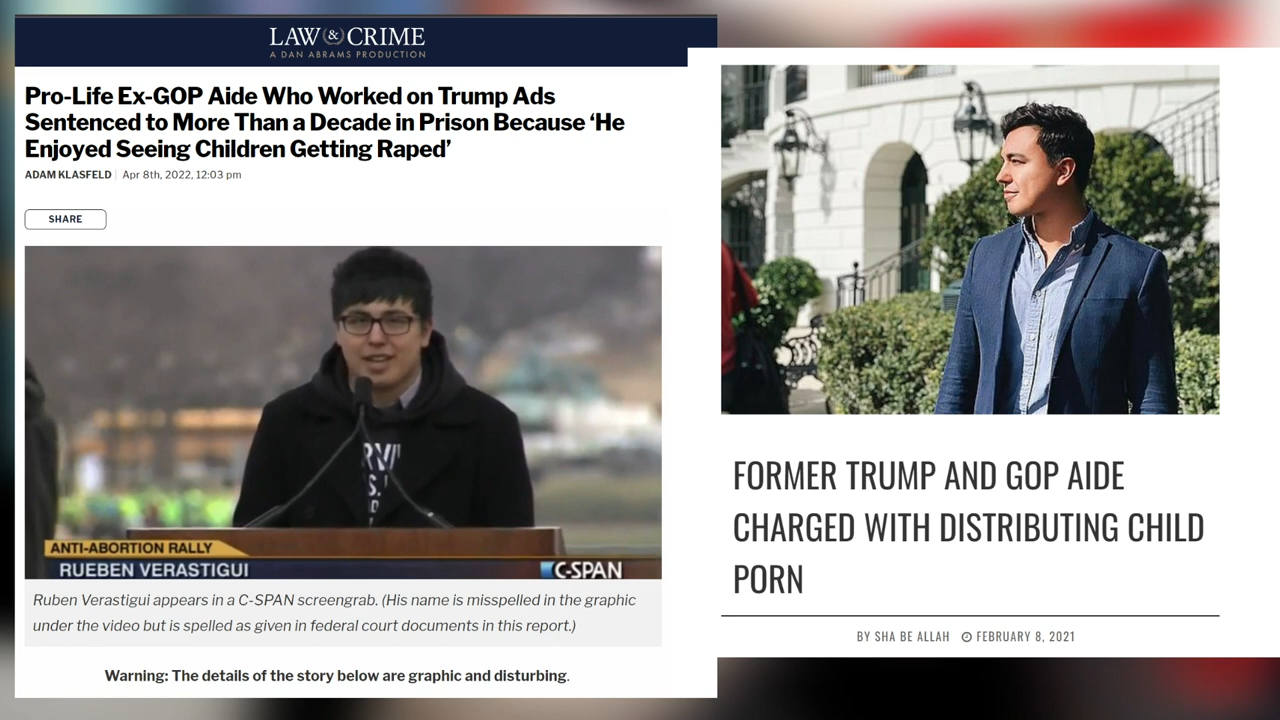 LAW & CRIME
A DAN ABRAMS PRODUCTION
Pro-Life Ex-GOP Aide Who Worked on Trump Ads
Sentenced to More Than a Decade in Prison Because ‘He
Enjoyed Seeing Children Getting Raped’
ADAM KLASFELD | Apr 8th, 2022, 12:03 pm
SHARE
ANTI-ABORTION RALLY
RUEBEN VERASTIGUI
C-SPAN
Ruben Verastigui appears in a C-SPAN screengrab. (His name is misspelled in the graphic
under the video but is spelled as given in federal court documents in this report.)
Warning: The details of the story below are graphic and disturbing.
FORMER TRUMP AND GOP AIDE
CHARGED WITH DISTRIBUTING CHILD
PORN
BY SHA BE ALLAH FEBRUARY 8, 2021